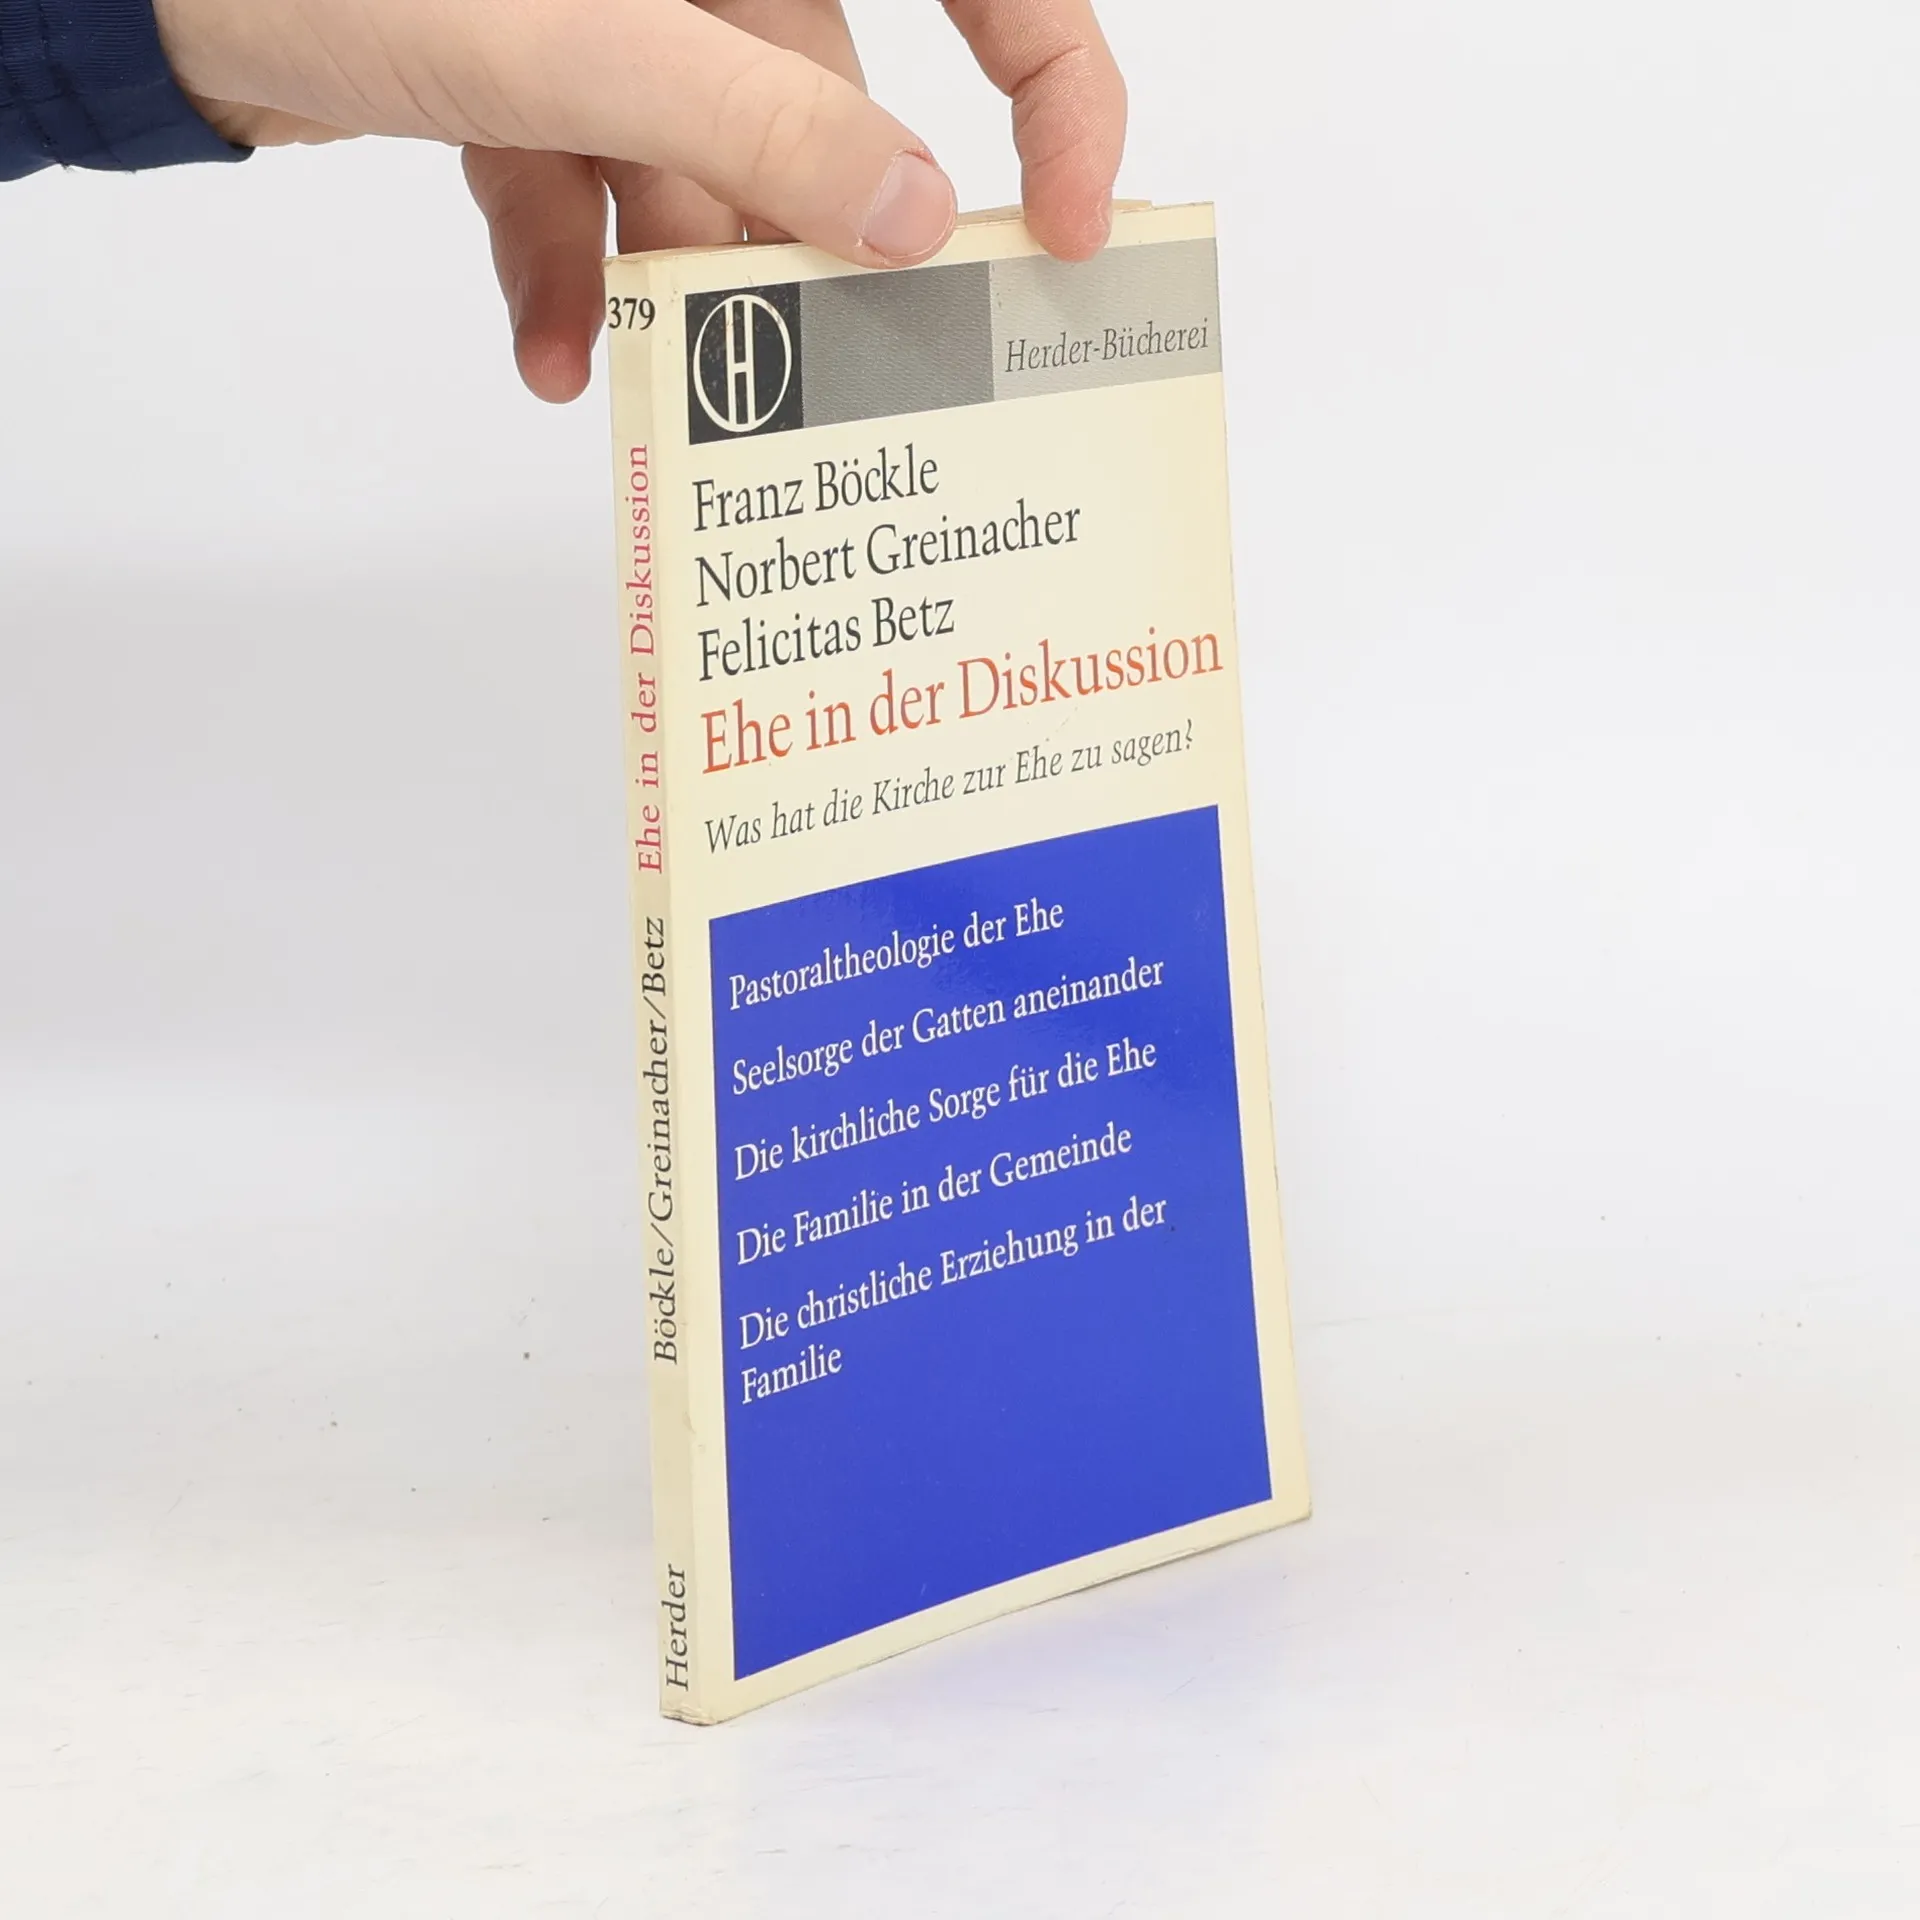 379
Ehe in der Diskussion
Böckle/Greinacher/Betz
Herder
H
Herder-Bücherei
Franz Böckle
Norbert Greinacher
Felicitas Betz
Ehe in der Diskussion
Was hat die Kirche zur Ehe zu sagen?
Pastoraltheologie der Ehe
Seelsorge der Gatten aneinander
Die kirchliche Sorge für die Ehe
Die Familie in der Gemeinde
Die christliche Erziehung in der
Familie